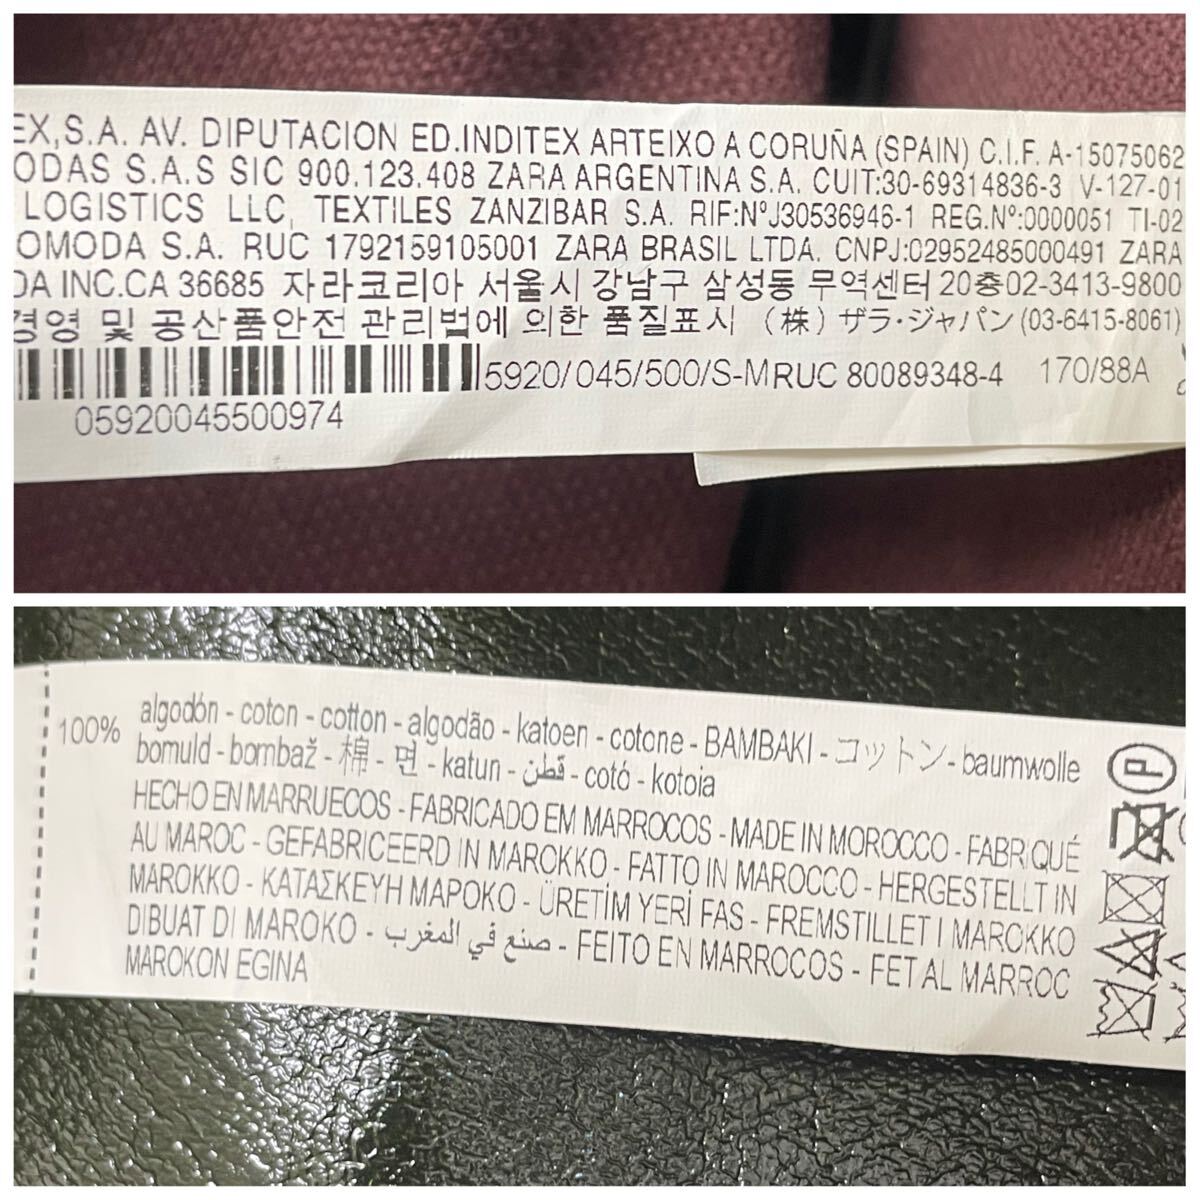 EX,S.A. AV. DIPUTACION ED.INDITEX ARTEIXO A CORUÑA (SPAIN) C.I.F. A-15075062
ODAS S.A.S SIC 900.123.408 ZARA ARGENTINA S.A. CUIT:30-69314836-3 V-127-01
LOGISTICS LLC, TEXTILES ZANZIBAR S.A. RIF:NºJ30536946-1 REG.Nº:0000051 TI-02
OMODA S.A. RUC 1792159105001 ZARA BRASIL LTDA. CNPJ:02952485000491 ZARA
DA INC.CA 36685 자라코리아 서울시 강남구 삼성동 무역센터 20층02-3413-9800
경영 및 공산품안전 관리법에 의한 품질표시 (株)ザラ・ジャパン (03-6415-8061)
5920/045/500/S-M RUC 80089348-4 170/88A
05920045500974
100% algodón - coton - cotton - algodão - katoen - cotone - BAMBAKI - コットン - baumwolle
bomuld - bombaž - 棉 - 면 - katun - قطن - cotó - kotoia
HECHO EN MARRUECOS - FABRICADO EM MARROCOS - MADE IN MOROCCO - FABRIQUÉ
AU MAROC - GEFABRICEERD IN MAROKKO - FATTO IN MAROCCO - HERGESTELLT IN
MAROKKO - ΚΑΤΑΣΚΕΥΗ ΜΑΡΟΚΟ - ÜRETİM YERİ FAS - FREMSTILLET I MAROKKO
DIBUAT DI MAROKO - صنع في المغرب - FEITO EN MARROCOS - FET AL MARROC
MAROKON EGINA
P